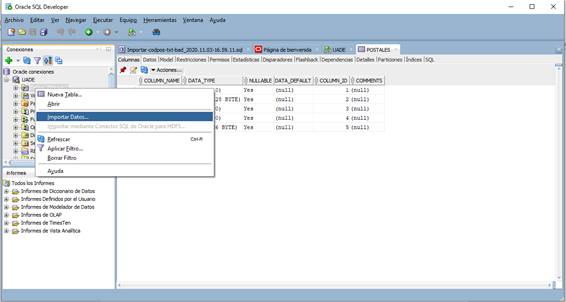 Oracle SQL Developer
Archivo Editar Ver Navegar Ejecutar Equipo Herramientas Ventana Ayuda
Conexiones
Importar-codpos-txt-bad_2020.11.03-16.59.11.sql Página de bienvenida UADE POSTALES
Columnas Datos Model Restricciones Permisos Estadísticas Disparadores Flashback Dependencias Detalles Particiones Índices SQL
Acciones...
Oracle conexiones
UADE
COLUMN_NAME DATA_TYPE NULLABLE DATA_DEFAULT COLUMN_ID COMMENTS
0) Yes (null) 1 (null)
28 BYTE) Yes (null) 2 (null)
0) Yes (null) 3 (null)
0) Yes (null) 4 (null)
6 BYTE) Yes (null) 5 (null)
Nueva Tabla...
Abrir
Importar Datos...
Importar mediante Conector SQL de Oracle para HDFS...
Refrescar Ctrl-R
Aplicar Filtro...
Borrar Filtro
Ayuda
Informes
Todos los Informes
Informes de Diccionario de Datos
Informes Definidos por el Usuario
Informes de Modelador de Datos
Informes de OLAP
Informes de TimesTen
Informes de Vista Analítica